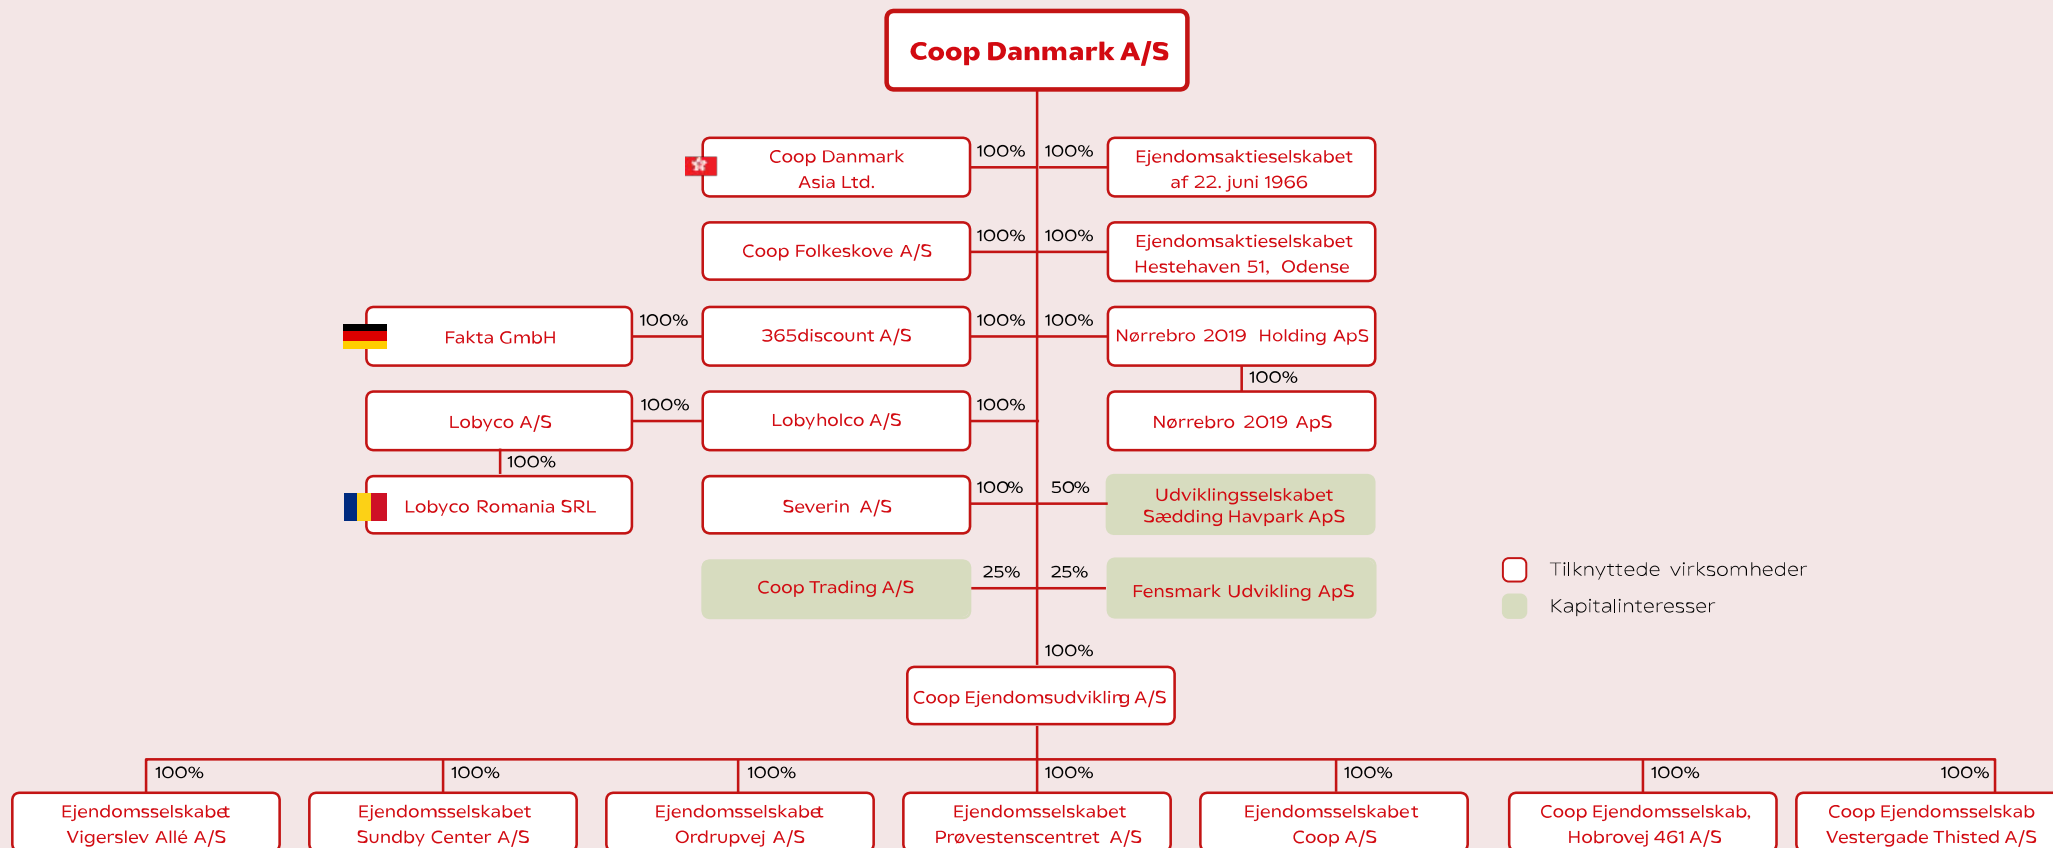 Coop Danmark A/S
100% 100%
Coop Danmark
Asia Ltd.
Ejendomsaktieselskabet
af 22. juni 1966
100% 100%
Coop Folkeskove A/S
Ejendomsaktieselskabet
Hestehaven 51, Odense
100% 100% 100%
Fakta GmbH
365discount A/S
Nørrebro 2019 Holding ApS
100%
100% 100%
Lobyco A/S
Lobyholco A/S
Nørrebro 2019 ApS
100%
100% 50%
Lobyco Romania SRL
Severin A/S
Udviklingsselskabet
Sædding Havpark ApS
25% 25%
Coop Trading A/S
Fensmark Udvikling ApS
Tilknyttede virksomheder
Kapitalinteresser
100%
Coop Ejendomsudvikling A/S
100% 100% 100% 100% 100% 100% 100%
Ejendomsselskabet
Vigerslev Allé A/S
Ejendomsselskabet
Sundby Center A/S
Ejendomsselskabet
Ordrupvej A/S
Ejendomsselskabet
Prøvestenscentret A/S
Ejendomsselskabet
Coop A/S
Coop Ejendomsselskab,
Hobrovej 461 A/S
Coop Ejendomsselskab
Vestergade Thisted A/S